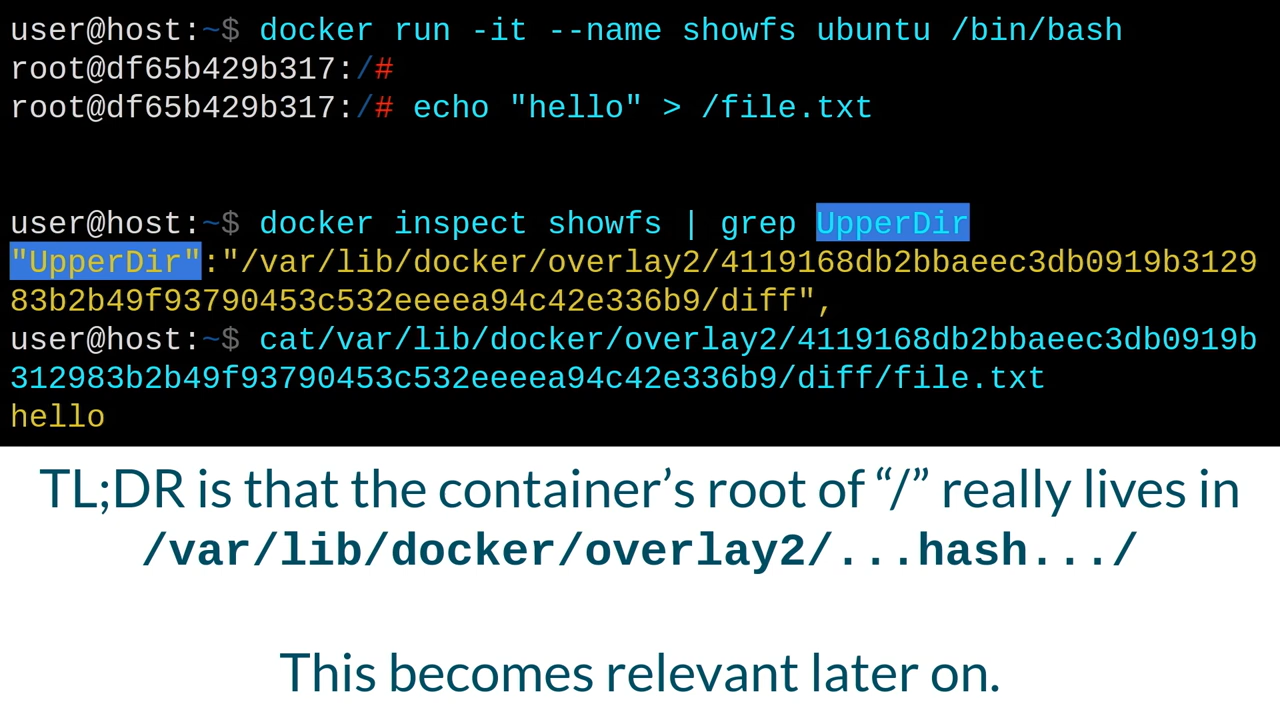 user@host:~$ docker run -it --name showfs ubuntu /bin/bash
root@df65b429b317:/#
root@df65b429b317:/# echo "hello" > /file.txt
user@host:~$ docker inspect showfs | grep UpperDir
"UpperDir":"/var/lib/docker/overlay2/4119168db2bbaeec3db0919b3129
83b2b49f93790453c532eeeea94c42e336b9/diff",
user@host:~$ cat/var/lib/docker/overlay2/4119168db2bbaeec3db0919b
312983b2b49f93790453c532eeeea94c42e336b9/diff/file.txt
hello
TL;DR is that the container’s root of “/” really lives in
/var/lib/docker/overlay2/...hash.../
This becomes relevant later on.